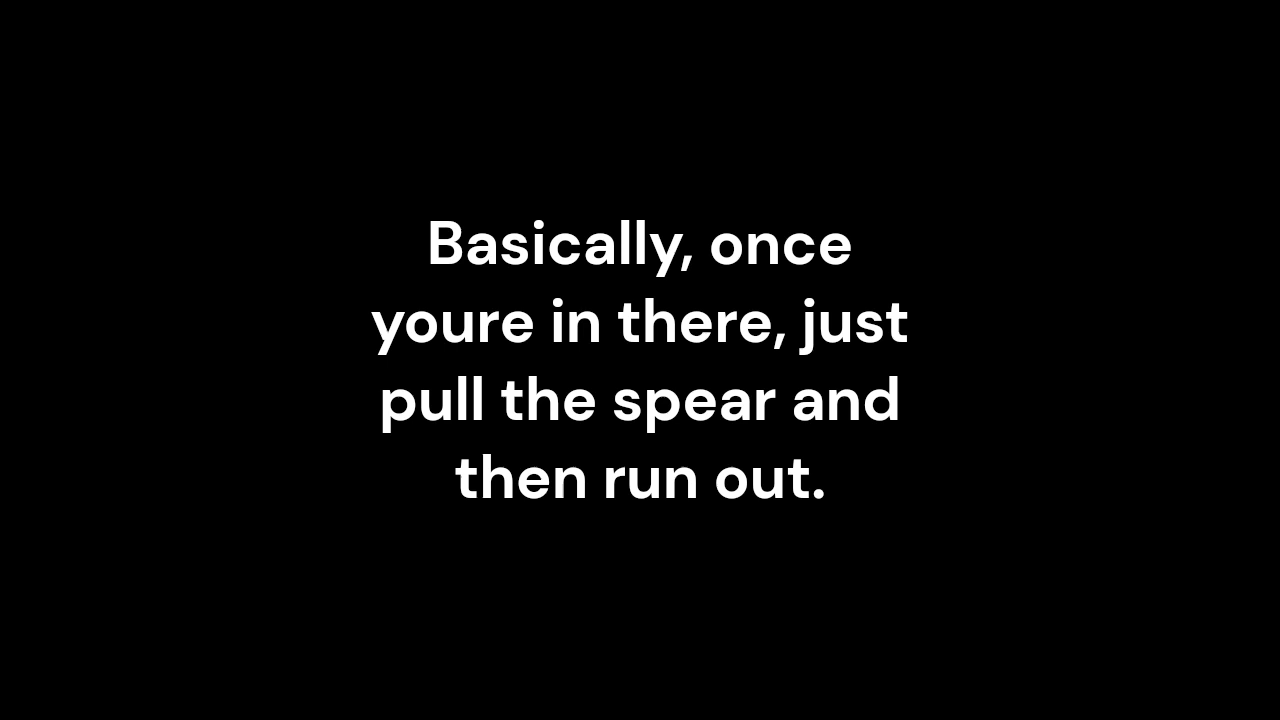 Basically, once
youre in there, just
pull the spear and
then run out.